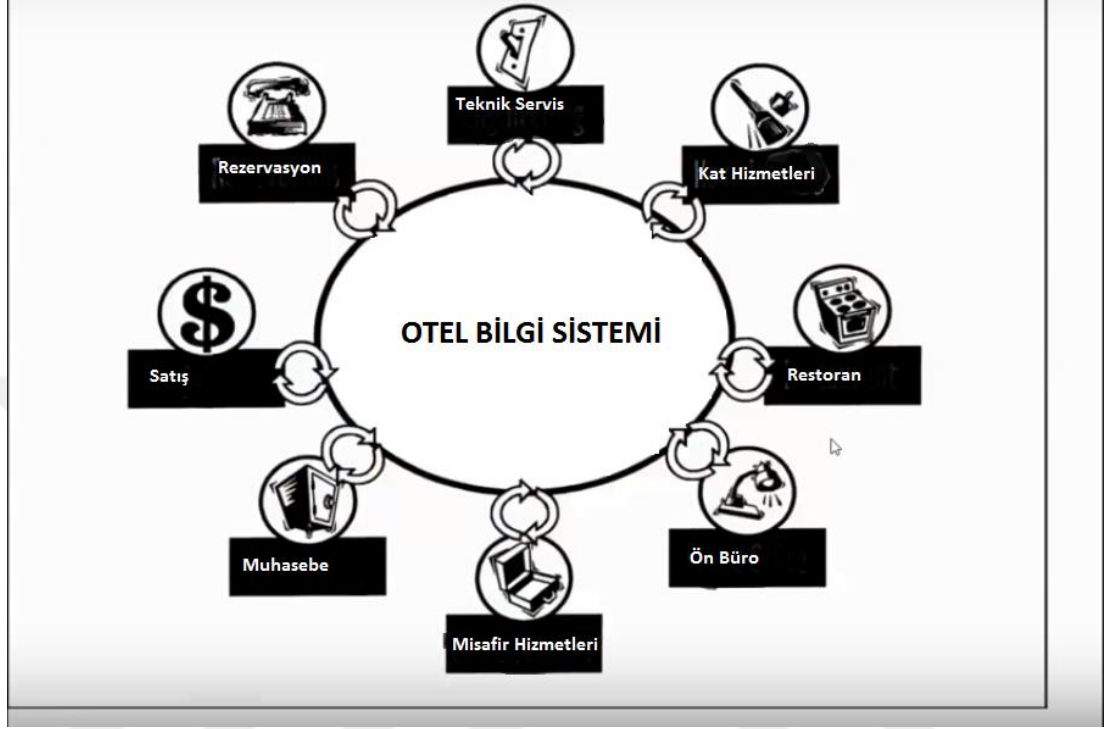 Teknik Servis
Rezervasyon
Kat Hizmetleri
OTEL BİLGİ SİSTEMİ
Satış
Restoran
Muhasebe
Ön Büro
Misafir Hizmetleri